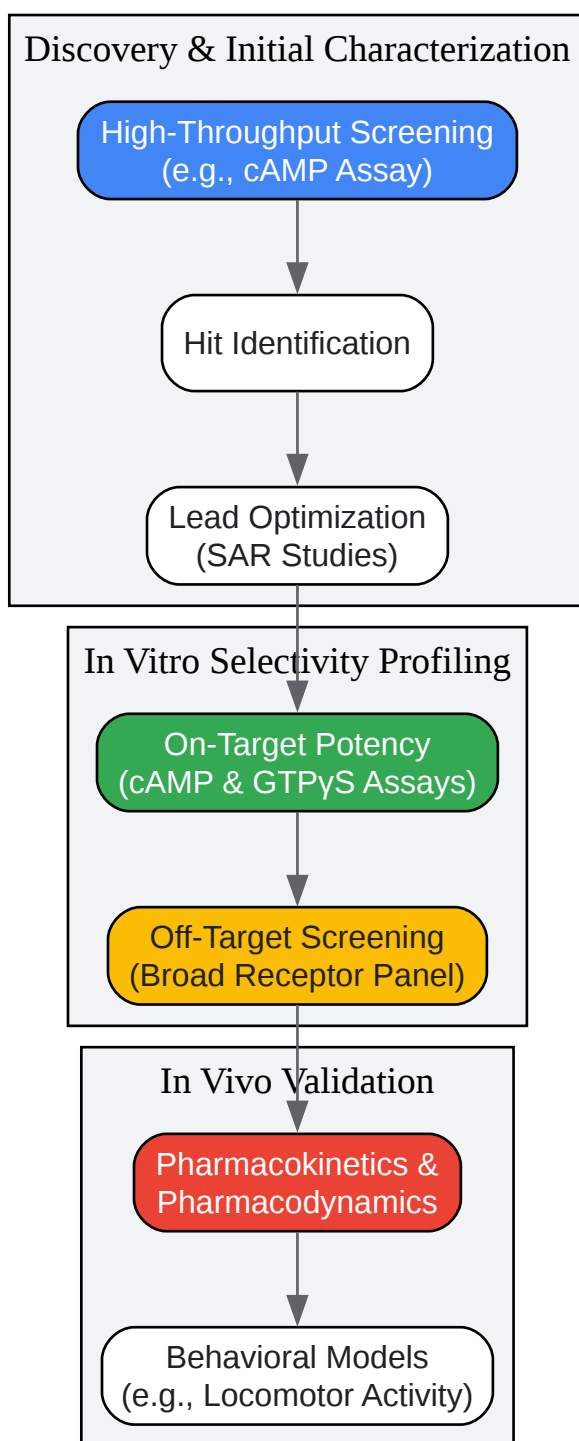 Discovery & Initial Characterization
High-Throughput Screening
(e.g., cAMP Assay)
Hit Identification
Lead Optimization
(SAR Studies)
In Vitro Selectivity Profiling
On-Target Potency
(cAMP & GTPγS Assays)
Off-Target Screening
(Broad Receptor Panel)
In Vivo Validation
Pharmacokinetics &
Pharmacodynamics
Behavioral Models
(e.g., Locomotor Activity)